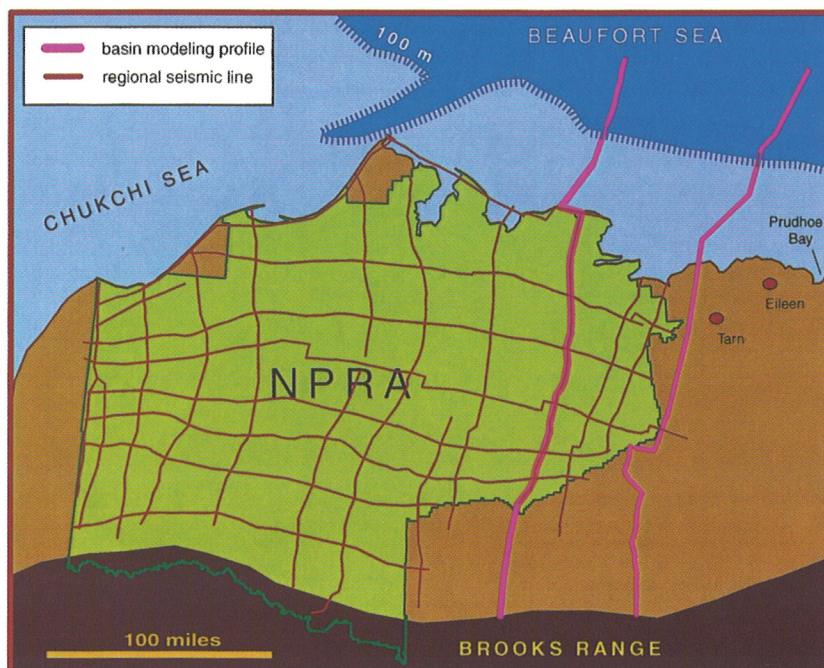 basin modeling profile
regional seismic line
100 m
BEAUFORT SEA
CHUKCHI SEA
Prudhoe
Bay
Eileen
Tarn
NPRA
100 miles
BROOKS RANGE